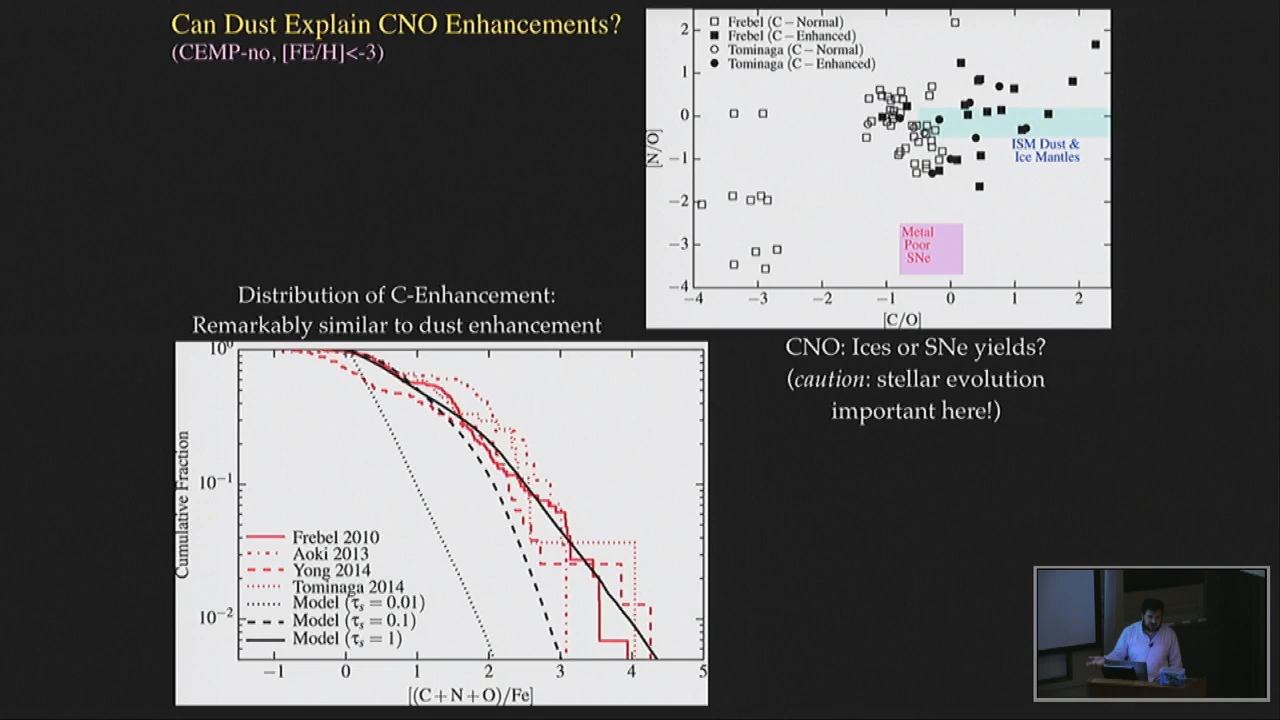 Can Dust Explain CNO Enhancements?
(CEMP-no, [FE/H]<-3)
Frebel (C − Normal)
Frebel (C − Enhanced)
Tominaga (C − Normal)
Tominaga (C − Enhanced)
2
1
0
−1
−2
−3
−4
[N/O]
ISM Dust &
Ice Mantles
Metal
Poor
SNe
−4 −3 −2 −1 0 1 2
[C/O]
Distribution of C-Enhancement:
Remarkably similar to dust enhancement
CNO: Ices or SNe yields?
(caution: stellar evolution
important here!)
10⁰
10⁻¹
10⁻²
Cumulative Fraction
Frebel 2010
Aoki 2013
Yong 2014
Tominaga 2014
Model (τₛ = 0.01)
Model (τₛ = 0.1)
Model (τₛ = 1)
−1 0 1 2 3 4 5
[(C+N+O)/Fe]